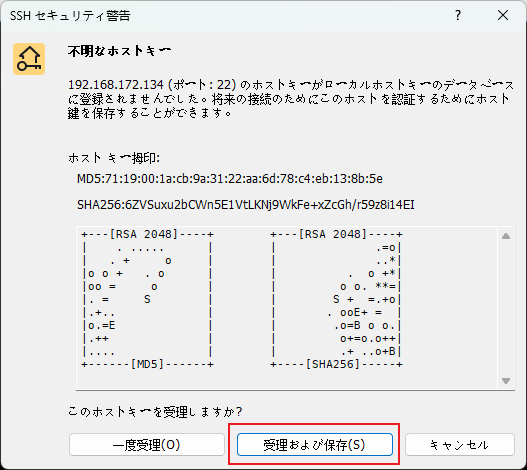 SSH セキュリティ警告
不明なホストキー
192.168.172.134 (ポート: 22) のホストキーがローカルホストキーのデータベース
に登録されませんでした。将来の接続のためにこのホストを認証するためにホスト
鍵を保存することができます。
ホスト キー拇印:
MD5:71:19:00:1a:cb:9a:31:22:aa:6d:78:c4:eb:13:8b:5e
SHA256:6ZVSuxu2bCWn5E1VtLKNj9WkFe+xZcGh/r59z8i14EI
+---[RSA 2048]----+         +---[RSA 2048]----+
|     . .....     |         |               .=o|
|    . +     o    |         |               ..*|
|o o +    . o     |         |           .  o +*|
|oo =      o      |         |          o o. **=|
|. =     S        |         |         S +  =.+o|
|.+..             |         |        . ooE+ =  |
|o.=E             |         |         .o=B o o.|
|.++              |         |          o+=o.o++|
|....             |         |          .+ ..o+B|
+------[MD5]------+         +----[SHA256]-----+
このホストキーを受理しますか?
一度受理(O)
受理および保存(S)
キャンセル